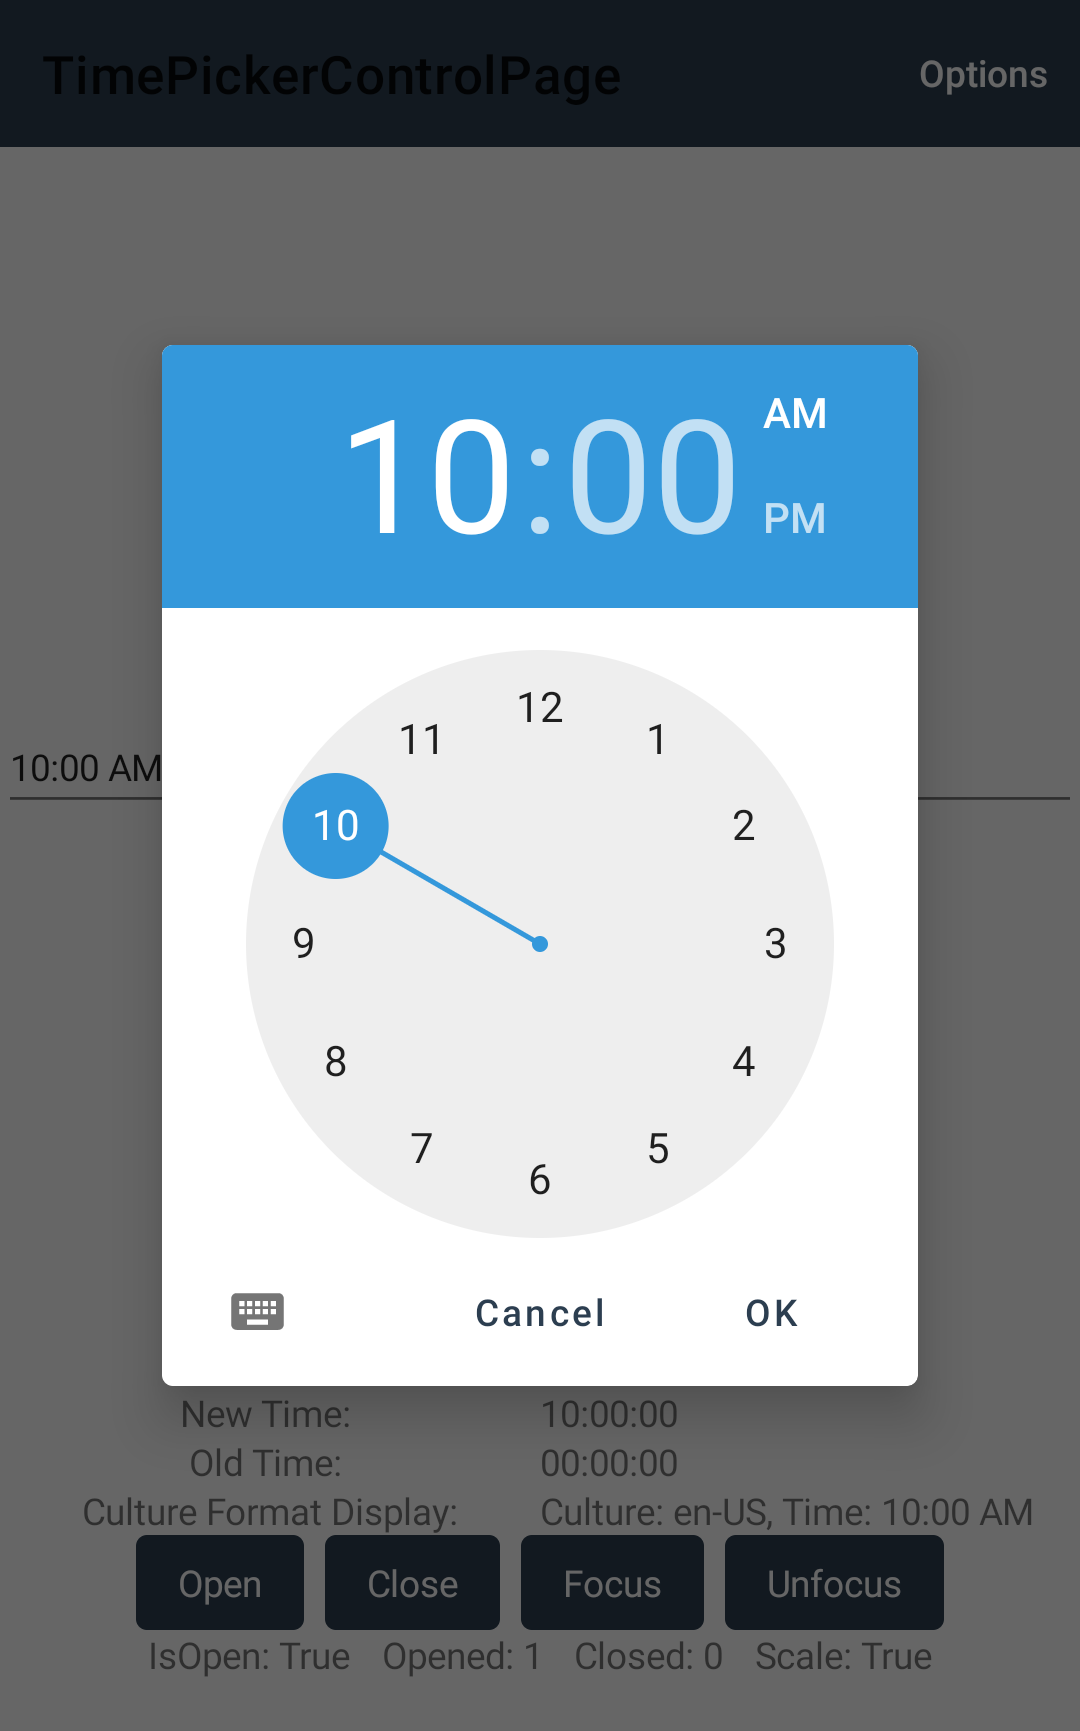 TimePickerControlPage Options
10:00 AM
PM
10:00 AM
12
11 1
10 2
9 3
8 4
7 5
6
Cancel OK
New Time: 10:00:00
Old Time: 00:00:00
Culture Format Display: Culture: en-US, Time: 10:00 AM
Open Close Focus Unfocus
IsOpen: True Opened: 1 Closed: 0 Scale: True